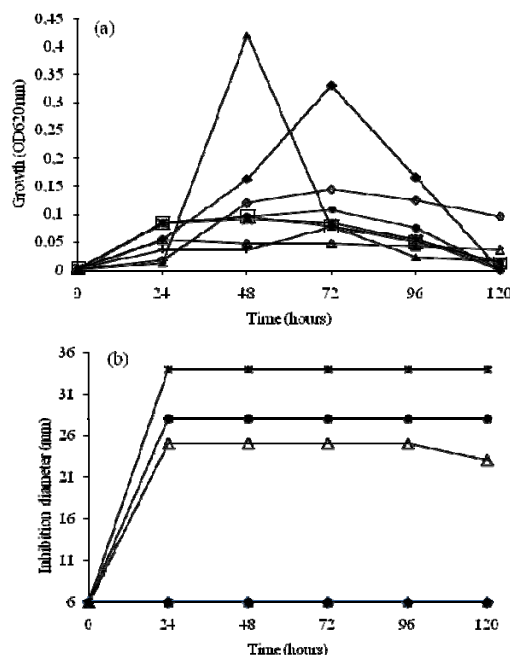 (a)
0,45
0,4
0,35
0,3
0,25
0,2
0,15
0,1
0,05
0
Growth (OD620nm)
0 24 48 72 96 120
Time (hours)
(b)
36
31
26
21
16
11
6
Inhibition diameter (mm)
0 24 48 72 96 120
Time (hours)